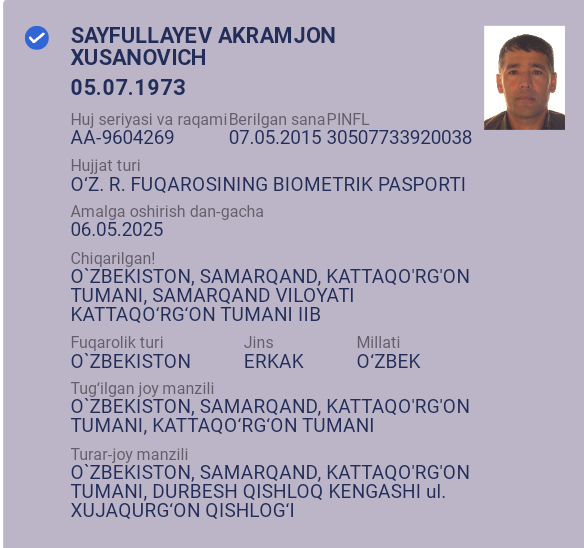 SAYFULLAYEV AKRAMJON
XUSANOVICH
05.07.1973
Huj seriyasi va raqami Berilgan sana PINFL
AA-9604269 07.05.2015 30507733920038
Hujjat turi
O‘Z. R. FUQAROSINING BIOMETRIK PASPORTI
Amalga oshirish dan-gacha
06.05.2025
Chiqarilgan!
O`ZBEKISTON, SAMARQAND, KATTAQO'RG'ON
TUMANI, SAMARQAND VILOYATI
KATTAQO‘RG‘ON TUMANI IIB
Fuqarolik turi Jins Millati
O`ZBEKISTON ERKAK O‘ZBEK
Tug‘ilgan joy manzili
O`ZBEKISTON, SAMARQAND, KATTAQO'RG'ON
TUMANI, KATTAQO‘RG‘ON TUMANI
Turar-joy manzili
O`ZBEKISTON, SAMARQAND, KATTAQO'RG'ON
TUMANI, DURBESH QISHLOQ KENGASHI ul.
XUJAQURG‘ON QISHLOG‘I